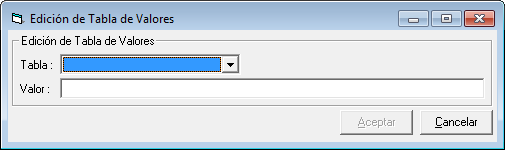 Edición de Tabla de Valores
Edición de Tabla de Valores
Tabla :
Valor :
Aceptar Cancelar